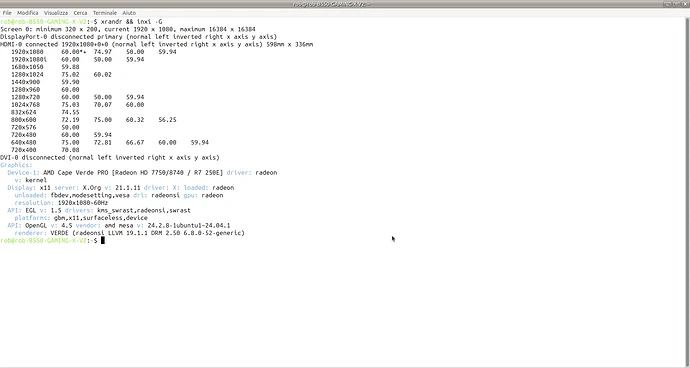 rob@rob-B550-GAMING-X-V2: ~
File Modifica Visualizza Cerca Terminale Aiuto
rob@rob-B550-GAMING-X-V2:~$ xrandr && inxi -G
Screen 0: minimum 320 x 200, current 1920 x 1080, maximum 16384 x 16384
DisplayPort-0 disconnected primary (normal left inverted right x axis y axis)
HDMI-0 connected 1920x1080+0+0 (normal left inverted right x axis y axis) 598mm x 336mm
1920x1080 60.00*+ 74.97 50.00 59.94
1920x1080i 60.00 50.00 59.94
1680x1050 59.88
1280x1024 75.02 60.02
1440x900 59.90
1280x960 60.00
1280x720 60.00 50.00 59.94
1024x768 75.03 70.07 60.00
832x624 74.55
800x600 72.19 75.00 60.32 56.25
720x576 50.00
720x480 60.00 59.94
640x480 75.00 72.81 66.67 60.00 59.94
720x400 70.08
DVI-0 disconnected (normal left inverted right x axis y axis)
Graphics:
Device-1: AMD Cape Verde PRO [Radeon HD 7750/8740 / R7 250E] driver: radeon
v: kernel
Display: x11 server: X.Org v: 21.1.11 driver: X: loaded: radeon
unloaded: fbdev,modesetting,vesa dri: radeonsi gpu: radeon
resolution: 1920x1080~60Hz
API: EGL v: 1.5 drivers: kms_swrast,radeonsi,swrast
platforms: gbm,x11,surfaceless,device
API: OpenGL v: 4.5 vendor: amd mesa v: 24.2.8-1ubuntu1~24.04.1
renderer: VERDE (radeonsi LLVM 19.1.1 DRM 2.50 6.8.0-52-generic)
rob@rob-B550-GAMING-X-V2:~$